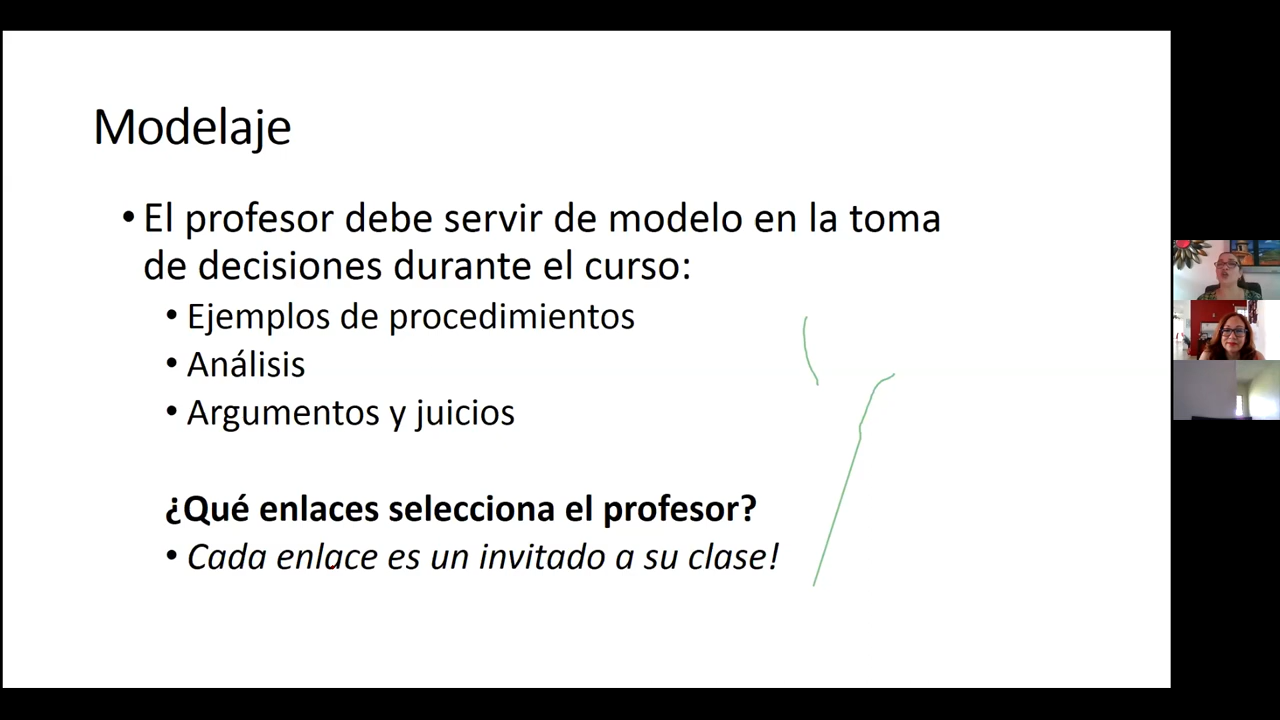 Modelaje
• El profesor debe servir de modelo en la toma
de decisiones durante el curso:
• Ejemplos de procedimientos
• Análisis
• Argumentos y juicios
¿Qué enlaces selecciona el profesor?
• Cada enlace es un invitado a su clase!